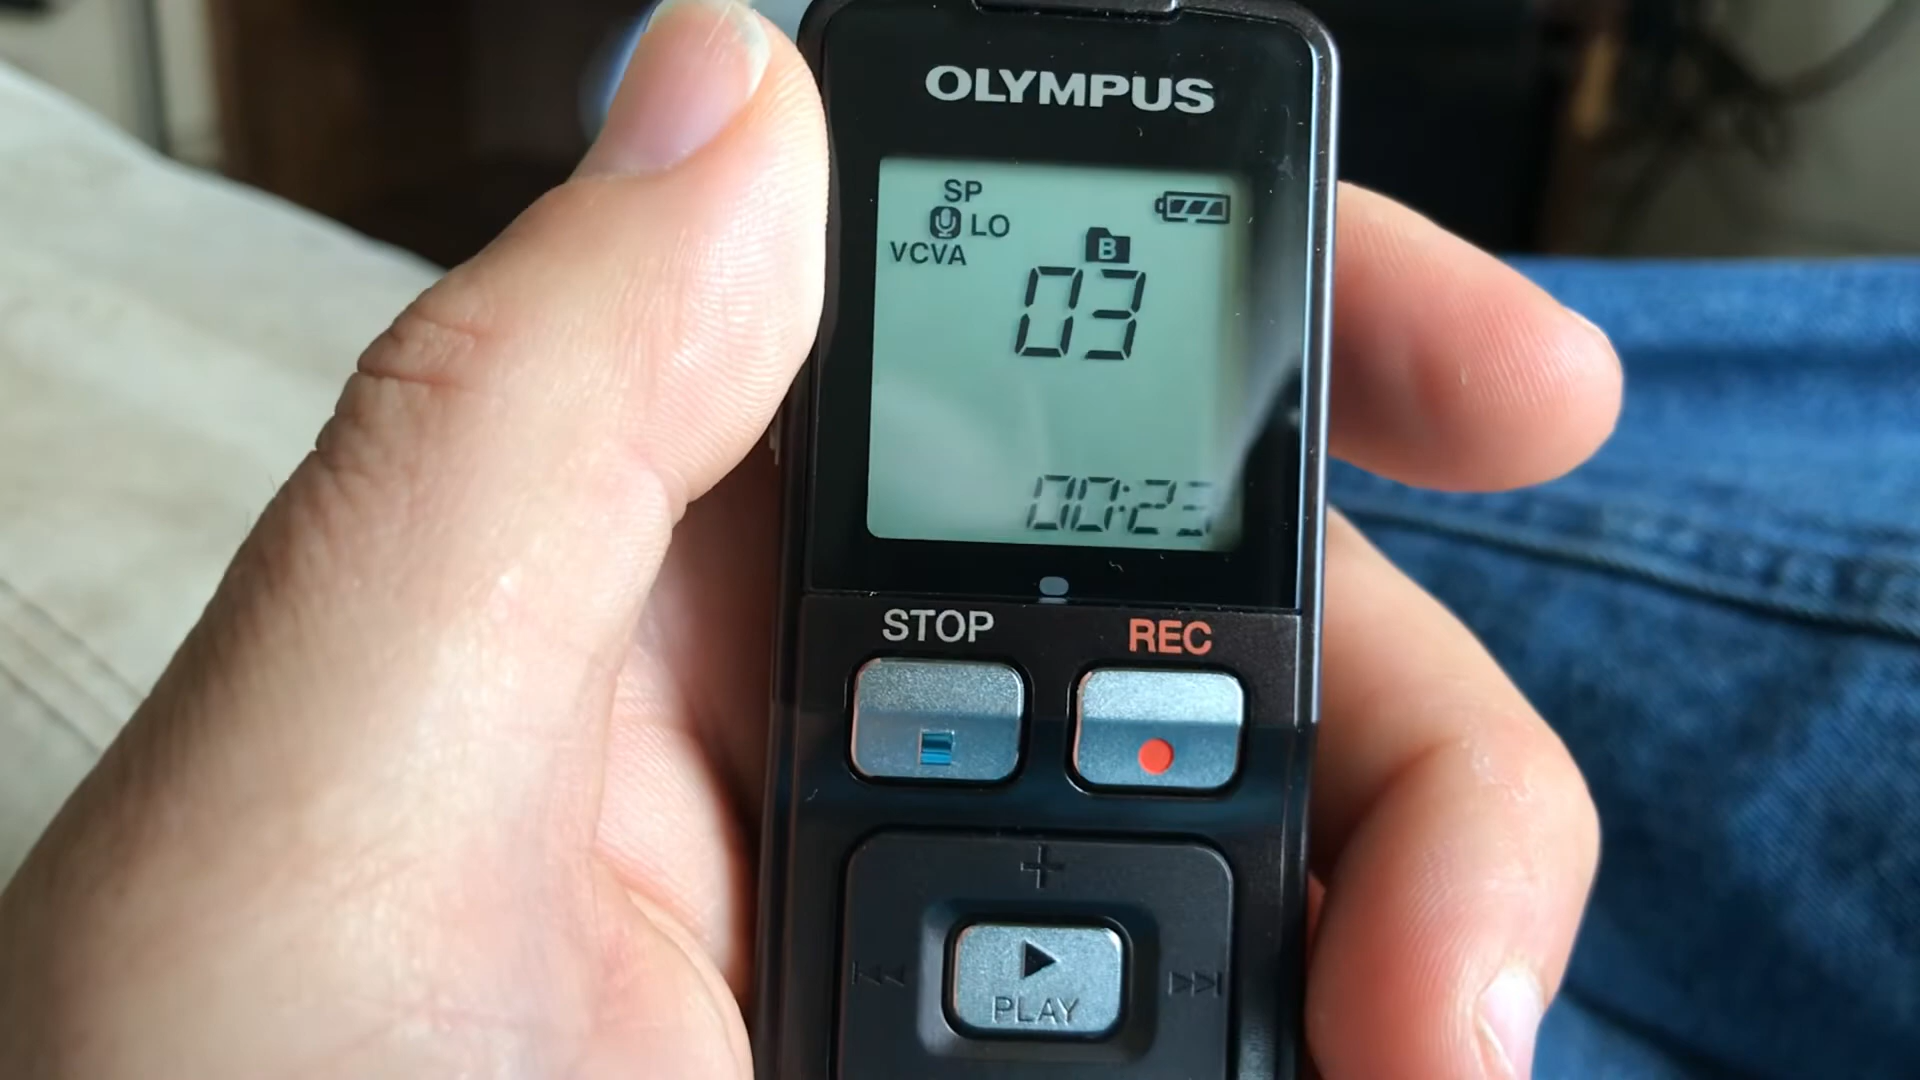 OLYMPUS
SP
LO
VCVA
B
03
00:23
STOP REC
PLAY